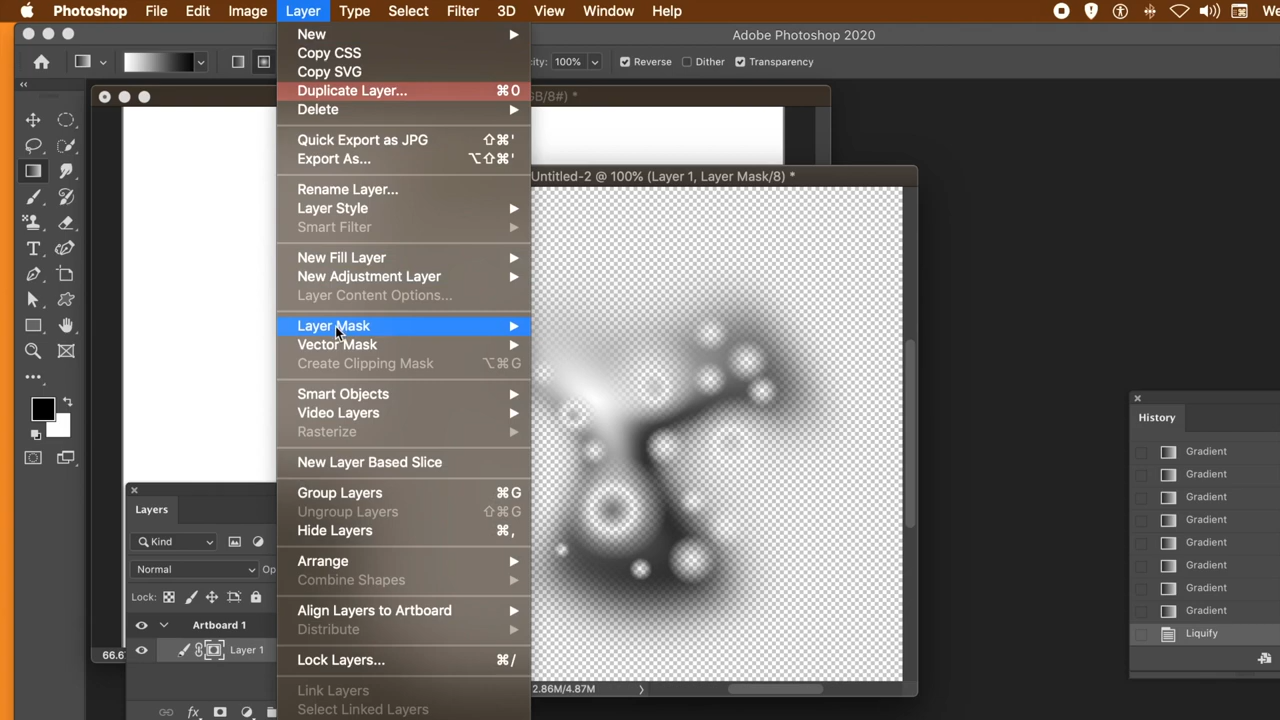 Photoshop File Edit Image Layer Type Select Filter 3D View Window Help We
Adobe Photoshop 2020
city: 100% Reverse Dither Transparency
GB/8#) *
Untitled-2 @ 100% (Layer 1, Layer Mask/8) *
New
Copy CSS
Copy SVG
Duplicate Layer... ⌘0
Delete
Quick Export as JPG ⇧⌘'
Export As... ⌥⇧⌘'
Rename Layer...
Layer Style
Smart Filter
New Fill Layer
New Adjustment Layer
Layer Content Options...
Layer Mask
Vector Mask
Create Clipping Mask ⌥⌘G
Smart Objects
Video Layers
Rasterize
New Layer Based Slice
Group Layers ⌘G
Ungroup Layers ⇧⌘G
Hide Layers ⌘,
Arrange
Combine Shapes
Align Layers to Artboard
Distribute
Lock Layers... ⌘/
Link Layers
Select Linked Layers
Layers
Kind
Normal Op
Lock:
Artboard 1
Layer 1
66.6
2.86M/4.87M
History
Gradient
Gradient
Gradient
Gradient
Gradient
Gradient
Gradient
Gradient
Liquify